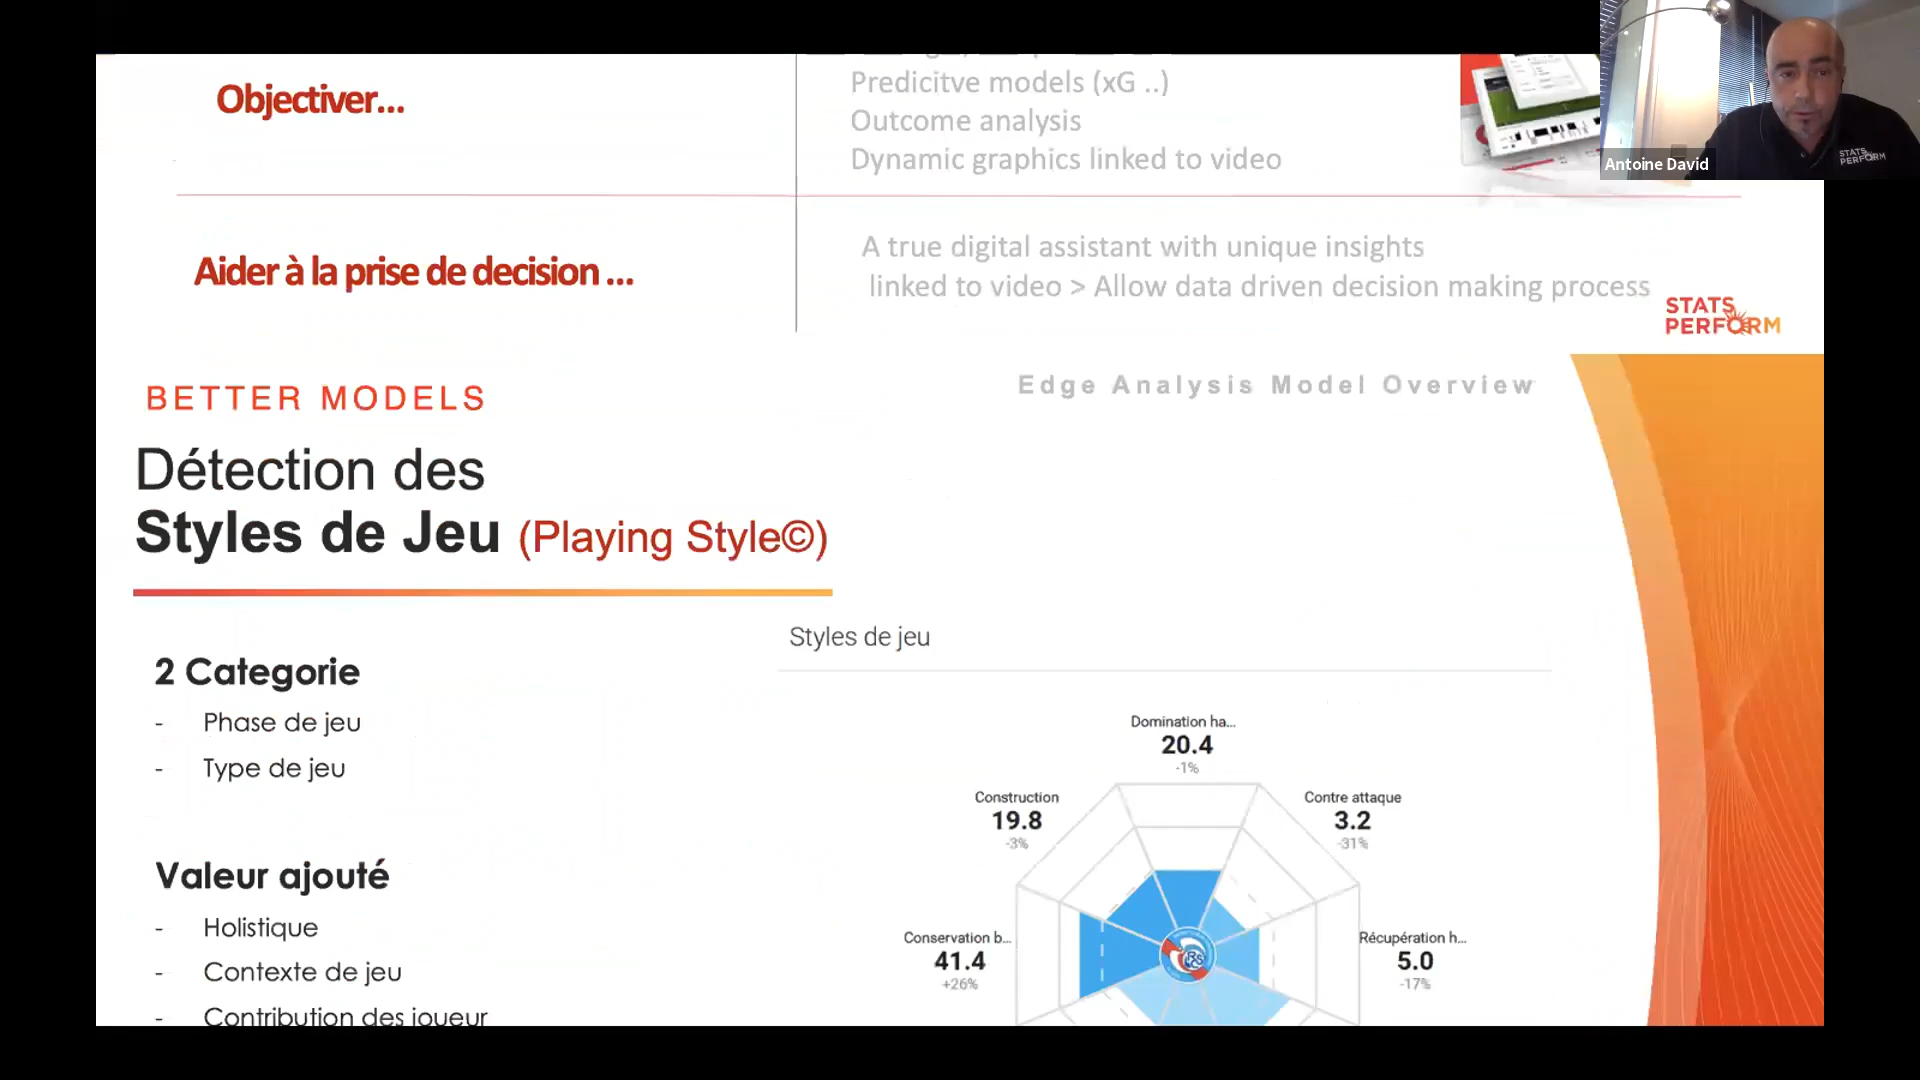 Objectiver...
Predicitve models (xG ..)
Outcome analysis
Dynamic graphics linked to video
Antoine David
STATS
PERFORM
Aider à la prise de decision ...
A true digital assistant with unique insights
linked to video > Allow data driven decision making process
STATS
PERFORM
BETTER MODELS
Edge Analysis Model Overview
Détection des
Styles de Jeu (Playing Style©)
2 Categorie
- Phase de jeu
- Type de jeu
Valeur ajouté
- Holistique
- Contexte de jeu
- Contribution des joueur
Styles de jeu
Domination ha...
20.4
-1%
Construction
19.8
-3%
Contre attaque
3.2
-31%
Conservation b...
41.4
+26%
Récupération h...
5.0
-17%